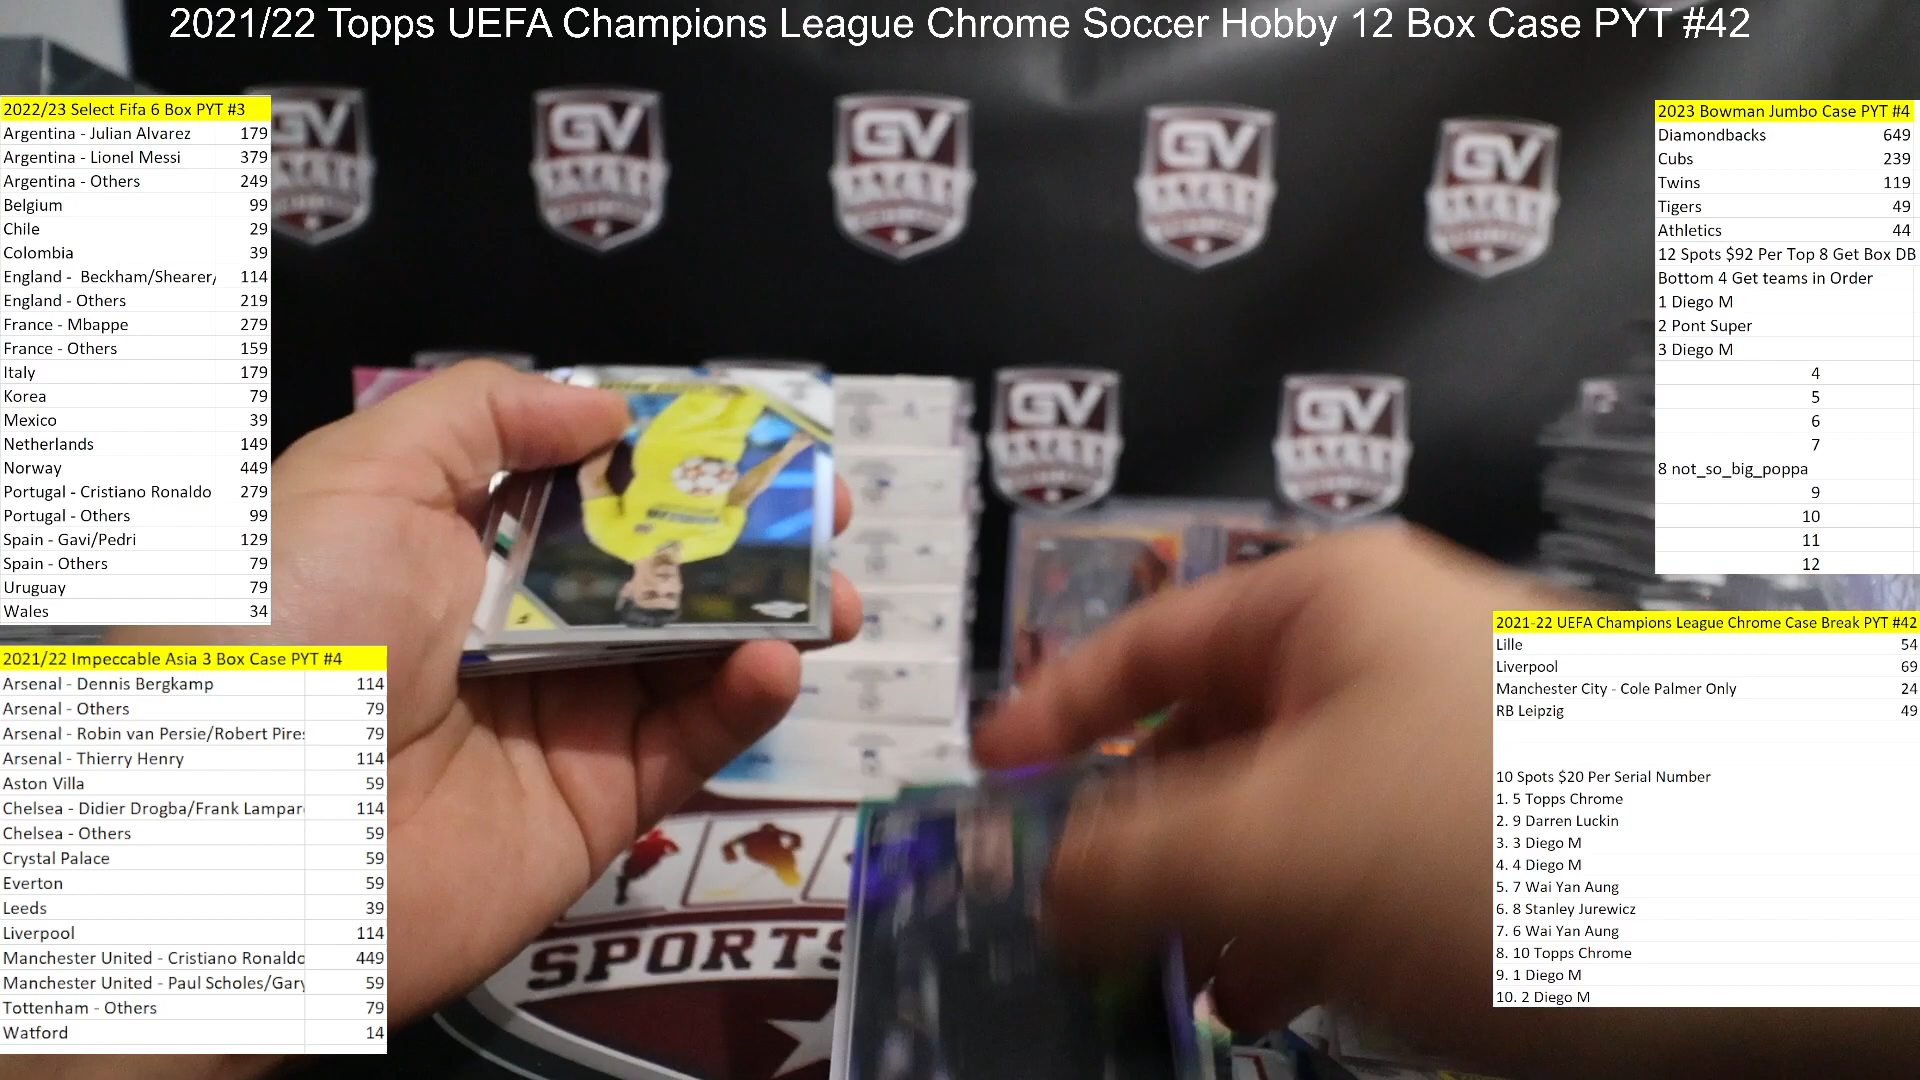 2021/22 Topps UEFA Champions League Chrome Soccer Hobby 12 Box Case PYT #42
2022/23 Select Fifa 6 Box PYT #3
Argentina - Julian Alvarez 179
Argentina - Lionel Messi 379
Argentina - Others 249
Belgium 99
Chile 29
Colombia 39
England - Beckham/Shearer/ 114
England - Others 219
France - Mbappe 279
France - Others 159
Italy 179
Korea 79
Mexico 39
Netherlands 149
Norway 449
Portugal - Cristiano Ronaldo 279
Portugal - Others 99
Spain - Gavi/Pedri 129
Spain - Others 79
Uruguay 79
Wales 34
2021/22 Impeccable Asia 3 Box Case PYT #4
Arsenal - Dennis Bergkamp 114
Arsenal - Others 79
Arsenal - Robin van Persie/Robert Pires 79
Arsenal - Thierry Henry 114
Aston Villa 59
Chelsea - Didier Drogba/Frank Lampar 114
Chelsea - Others 59
Crystal Palace 59
Everton 59
Leeds 39
Liverpool 114
Manchester United - Cristiano Ronaldo 449
Manchester United - Paul Scholes/Gary 59
Tottenham - Others 79
Watford 14
2023 Bowman Jumbo Case PYT #4
Diamondbacks 649
Cubs 239
Twins 119
Tigers 49
Athletics 44
12 Spots $92 Per Top 8 Get Box DB
Bottom 4 Get teams in Order
1 Diego M
2 Pont Super
3 Diego M
4
5
6
7
8 not_so_big_poppa
9
10
11
12
2021-22 UEFA Champions League Chrome Case Break PYT #42
Lille 54
Liverpool 69
Manchester City - Cole Palmer Only 24
RB Leipzig 49
10 Spots $20 Per Serial Number
1. 5 Topps Chrome
2. 9 Darren Luckin
3. 3 Diego M
4. 4 Diego M
5. 7 Wai Yan Aung
6. 8 Stanley Jurewicz
7. 6 Wai Yan Aung
8. 10 Topps Chrome
9. 1 Diego M
10. 2 Diego M
GV
GV
GV
GV
GV
GV
GV
SPORTS